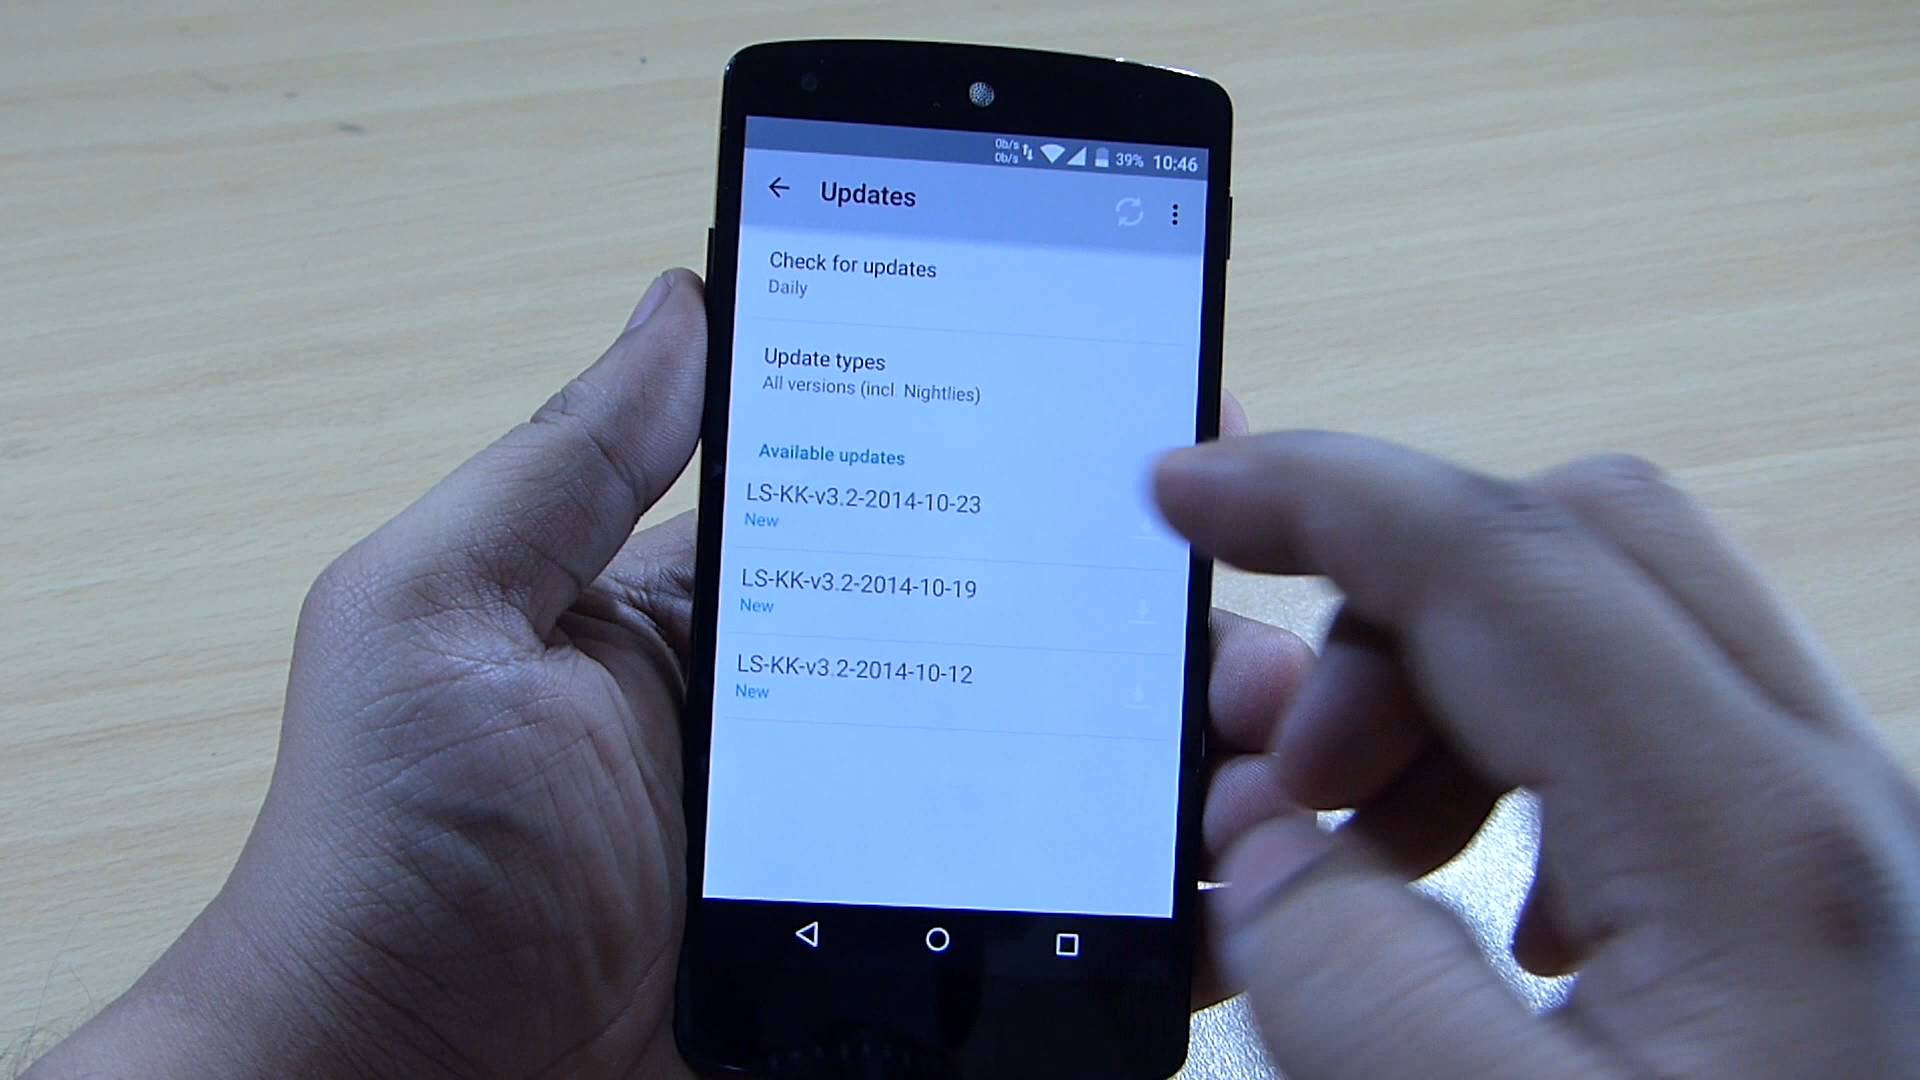 0b/s
0b/s
39% 10:46
Updates
Check for updates
Daily
Update types
All versions (incl. Nightlies)
Available updates
LS-KK-v3.2-2014-10-23
New
LS-KK-v3.2-2014-10-19
New
LS-KK-v3.2-2014-10-12
New